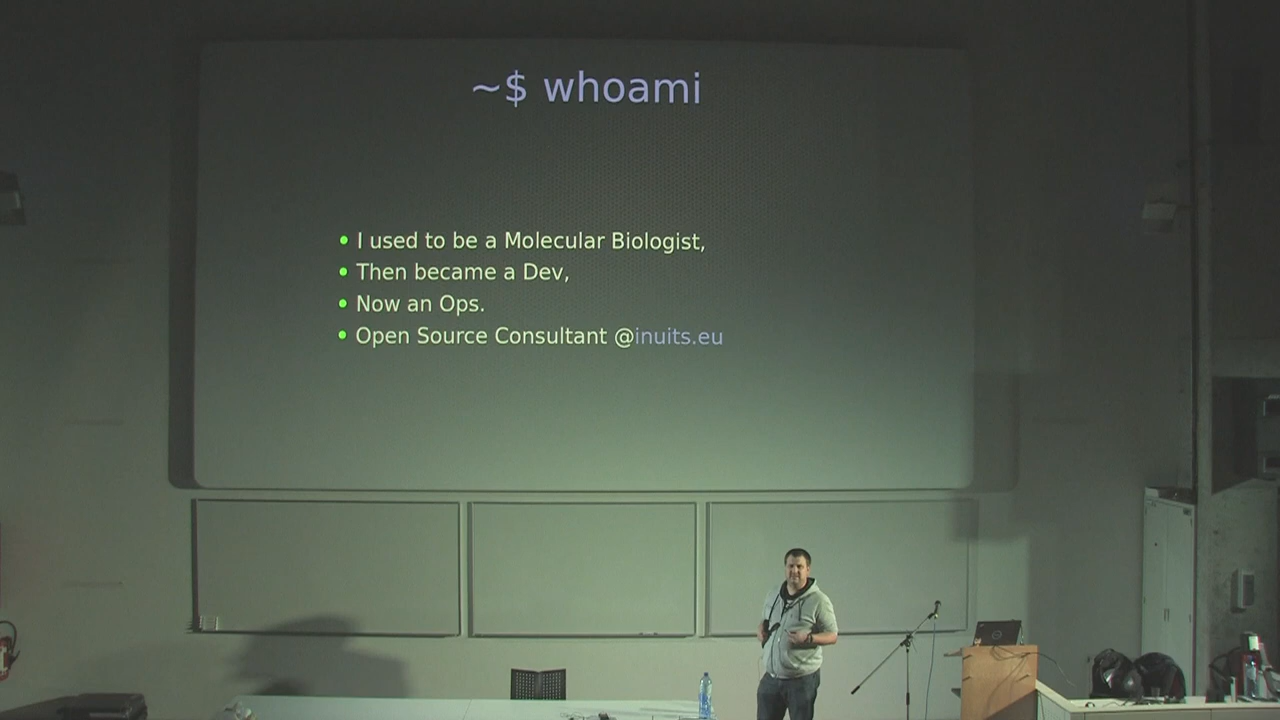 ~$ whoami
• I used to be a Molecular Biologist,
• Then became a Dev,
• Now an Ops.
• Open Source Consultant @inuits.eu